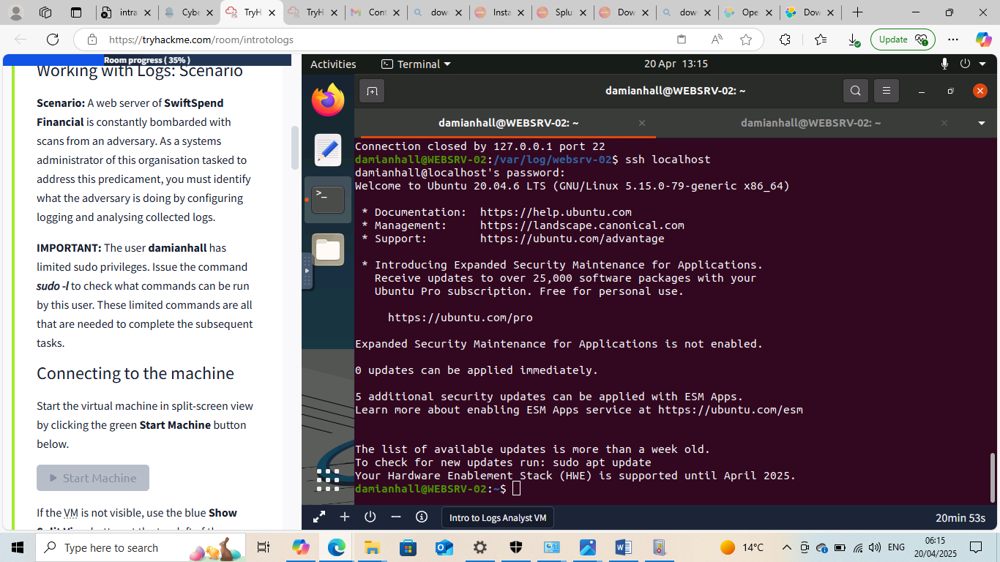 intra
Cybe
TryH
TryH
Conf
dow
Insta
Splu
Dow
dow
Ope
Dow
https://tryhackme.com/room/introtologs
Update
Room progress ( 35% )
Working with Logs: Scenario
Scenario: A web server of SwiftSpend
Financial is constantly bombarded with
scans from an adversary. As a systems
administrator of this organisation tasked to
address this predicament, you must identify
what the adversary is doing by configuring
logging and analysing collected logs.
IMPORTANT: The user damianhall has
limited sudo privileges. Issue the command
sudo -l to check what commands can be run
by this user. These limited commands are all
that are needed to complete the subsequent
tasks.
Connecting to the machine
Start the virtual machine in split-screen view
by clicking the green Start Machine button
below.
Start Machine
If the VM is not visible, use the blue Show
Activities
Terminal
20 Apr 13:15
damianhall@WEBSRV-02: ~
damianhall@WEBSRV-02: ~
damianhall@WEBSRV-02: ~
Connection closed by 127.0.0.1 port 22
damianhall@WEBSRV-02:/var/log/websrv-02$ ssh localhost
damianhall@localhost's password:
Welcome to Ubuntu 20.04.6 LTS (GNU/Linux 5.15.0-79-generic x86_64)
* Documentation: https://help.ubuntu.com
* Management: https://landscape.canonical.com
* Support: https://ubuntu.com/advantage
* Introducing Expanded Security Maintenance for Applications.
Receive updates to over 25,000 software packages with your
Ubuntu Pro subscription. Free for personal use.
https://ubuntu.com/pro
Expanded Security Maintenance for Applications is not enabled.
0 updates can be applied immediately.
5 additional security updates can be applied with ESM Apps.
Learn more about enabling ESM Apps service at https://ubuntu.com/esm
The list of available updates is more than a week old.
To check for new updates run: sudo apt update
Your Hardware Enablement Stack (HWE) is supported until April 2025.
damianhall@WEBSRV-02:~$
Intro to Logs Analyst VM
20min 53s
Type here to search
14°C
ENG
06:15
20/04/2025